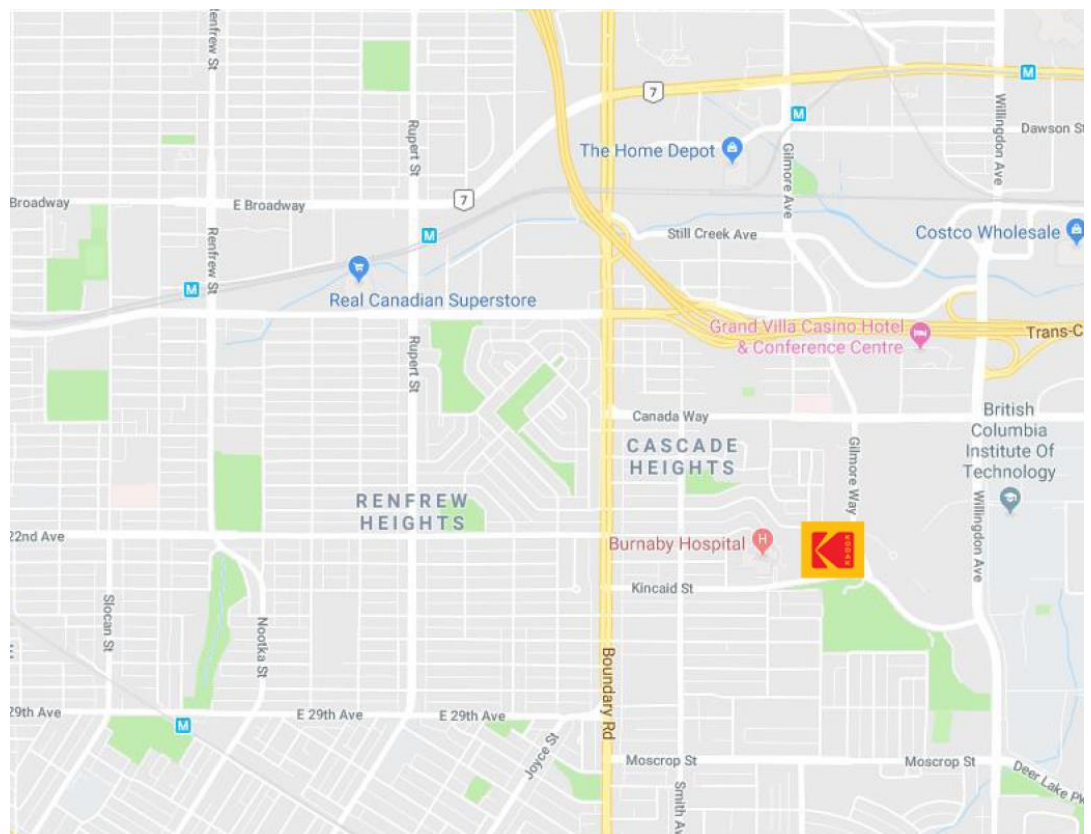 Renfrew St
7
M
Willingdon Ave
Rupert St
M
Dawson St
The Home Depot
Gilmore Ave
Broadway
E Broadway
7
M
Still Creek Ave
Costco Wholesale
Renfrew St
M
Real Canadian Superstore
Grand Villa Casino Hotel
& Conference Centre
Trans-C
Rupert St
Canada Way
British
Columbia
Institute Of
Technology
CASCADE
HEIGHTS
Gilmore Way
RENFREW
HEIGHTS
Willingdon Ave
22nd Ave
Burnaby Hospital
H
KODAK
Kincaid St
Slocan St
Nootka St
Boundary Rd
29th Ave
M
E 29th Ave
E 29th Ave
Joyce St
Moscrop St
Moscrop St
Deer Lake Pk
Smith Av